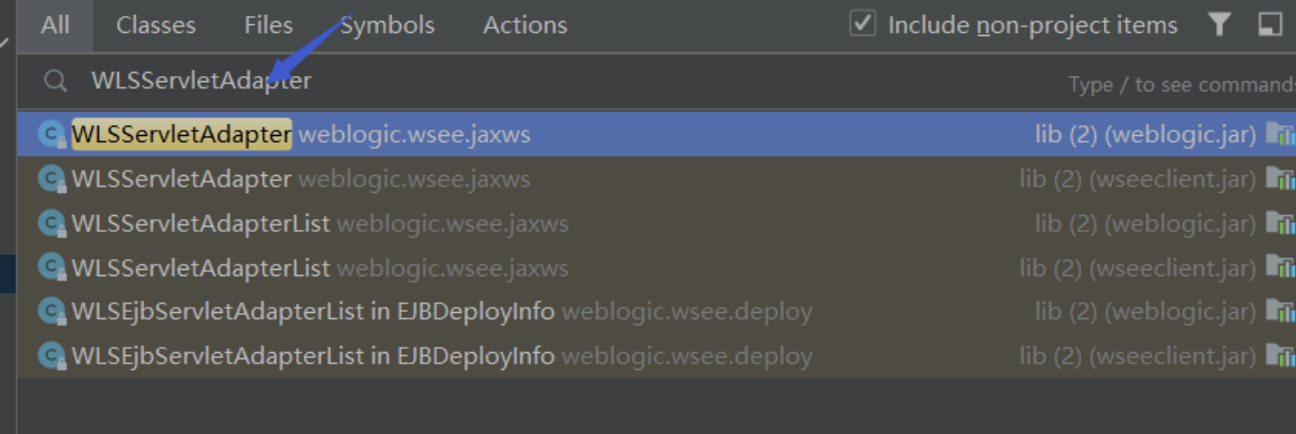 All Classes Files Symbols Actions Include non-project items
WLSServletAdapter Type / to see commands
WLSServletAdapter weblogic.wsee.jaxws lib (2) (weblogic.jar)
WLSServletAdapter weblogic.wsee.jaxws lib (2) (wseeclient.jar)
WLSServletAdapterList weblogic.wsee.jaxws lib (2) (weblogic.jar)
WLSServletAdapterList weblogic.wsee.jaxws lib (2) (wseeclient.jar)
WLSEjbServletAdapterList in EJBDeployInfo weblogic.wsee.deploy lib (2) (weblogic.jar)
WLSEjbServletAdapterList in EJBDeployInfo weblogic.wsee.deploy lib (2) (wseeclient.jar)